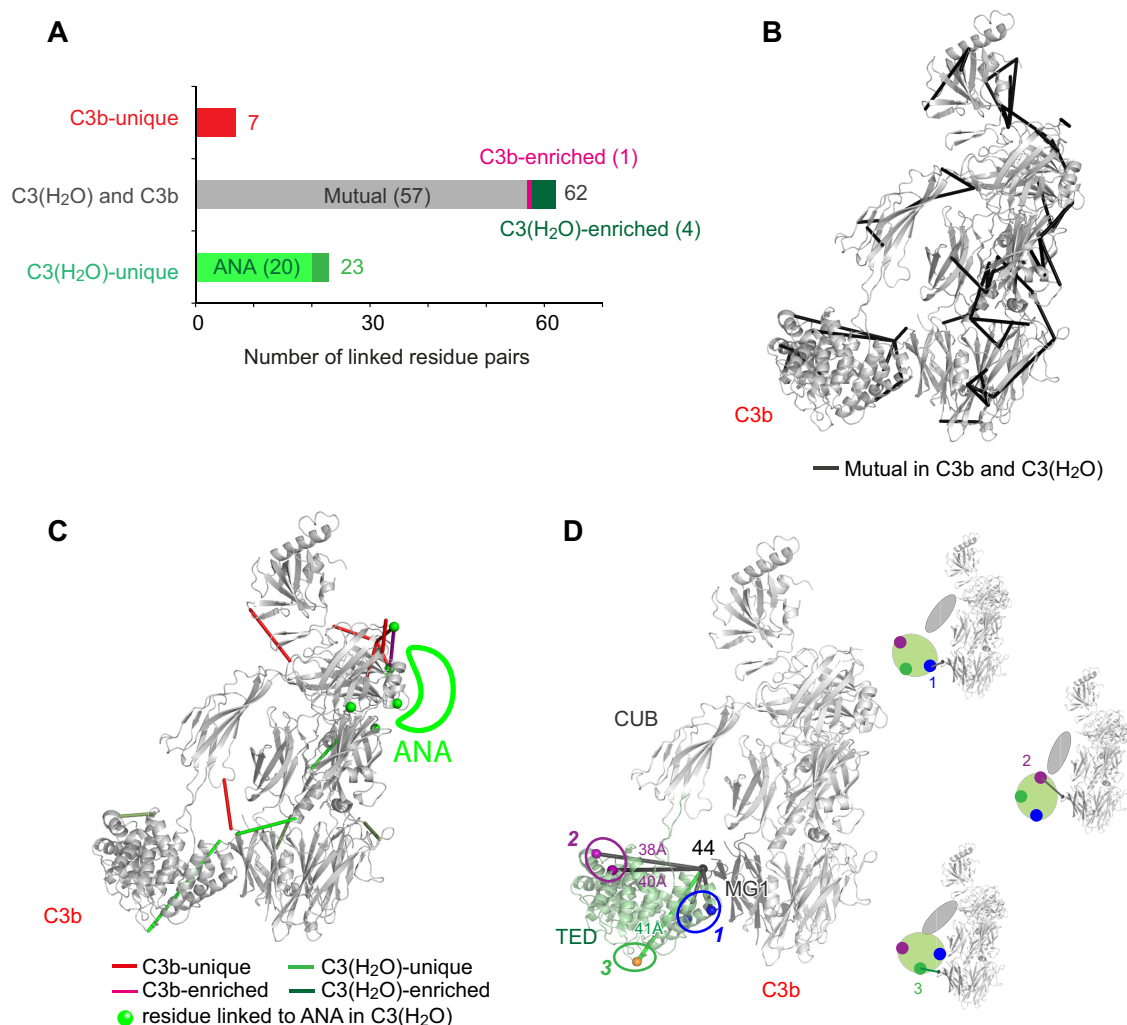 A
C3b-unique
7
C3b-enriched (1)
C3(H₂O) and C3b
Mutual (57)
62
C3(H₂O)-enriched (4)
C3(H₂O)-unique
ANA (20)
23
0 30 60
Number of linked residue pairs
B
C3b
Mutual in C3b and C3(H₂O)
C
ANA
C3b
C3b-unique
C3(H₂O)-unique
C3b-enriched
C3(H₂O)-enriched
residue linked to ANA in C3(H₂O)
D
CUB
2
38Å
44
40Å
MG1
TED
41Å
1
3
C3b
1
2
3